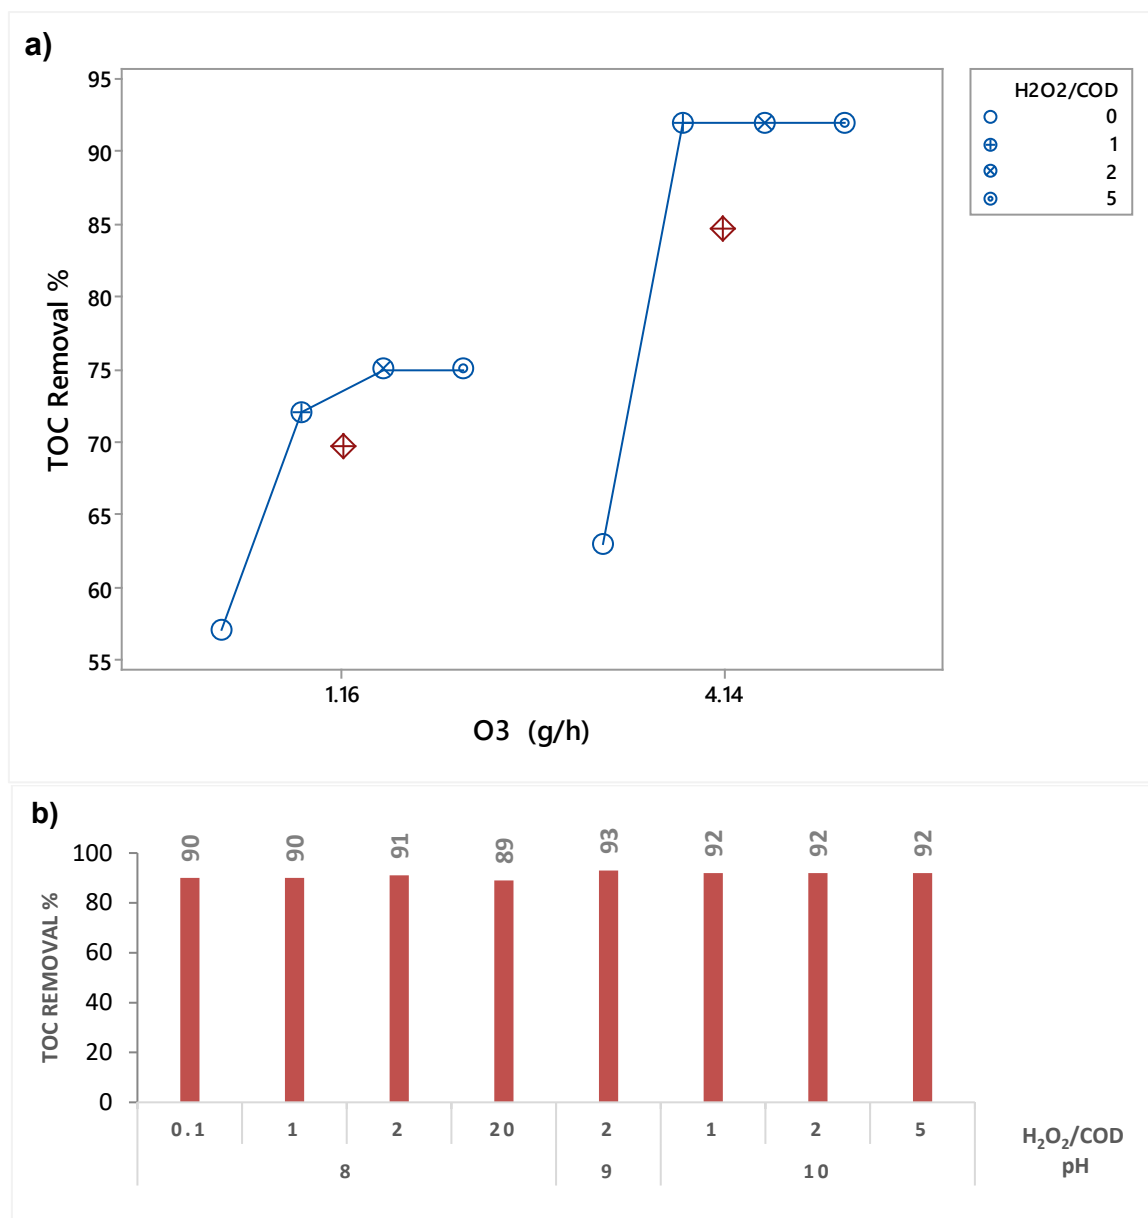 a)
95
90
85
80
75
70
65
60
55
TOC Removal %
1.16 4.14
O3 (g/h)
H2O2/COD
0
1
2
5
b)
90 90 91 89 93 92 92 92
100
80
60
40
20
0
TOC REMOVAL %
0.1 1 2 20 2 1 2 5
H₂O₂/COD
8 9 10
pH